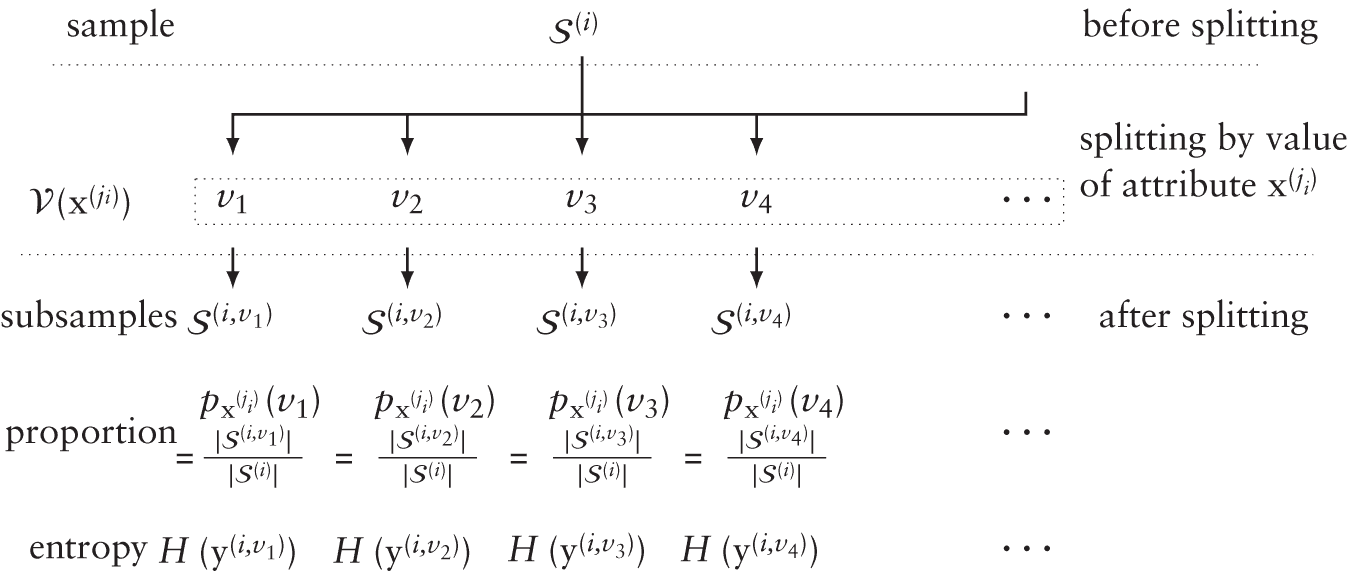 sample 𝒮^(i) before splitting
splitting by value
of attribute x^(j_i)
𝒱(x^(j_i)) v_1 v_2 v_3 v_4 ···
subsamples 𝒮^(i,v_1) 𝒮^(i,v_2) 𝒮^(i,v_3) 𝒮^(i,v_4) ··· after splitting
p_x^(j_i)(v_1) p_x^(j_i)(v_2) p_x^(j_i)(v_3) p_x^(j_i)(v_4)
proportion = |𝒮^(i,v_1)|/|𝒮^(i)| = |𝒮^(i,v_2)|/|𝒮^(i)| = |𝒮^(i,v_3)|/|𝒮^(i)| = |𝒮^(i,v_4)|/|𝒮^(i)| ···
entropy H (y^(i,v_1)) H (y^(i,v_2)) H (y^(i,v_3)) H (y^(i,v_4)) ···